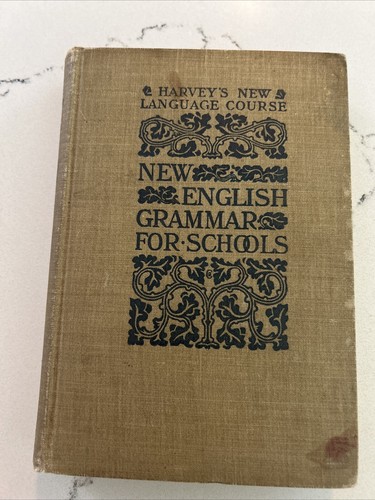 HARVEY'S NEW
LANGUAGE COURSE
NEW
ENGLISH
GRAMMAR
FOR·SCHOOLS